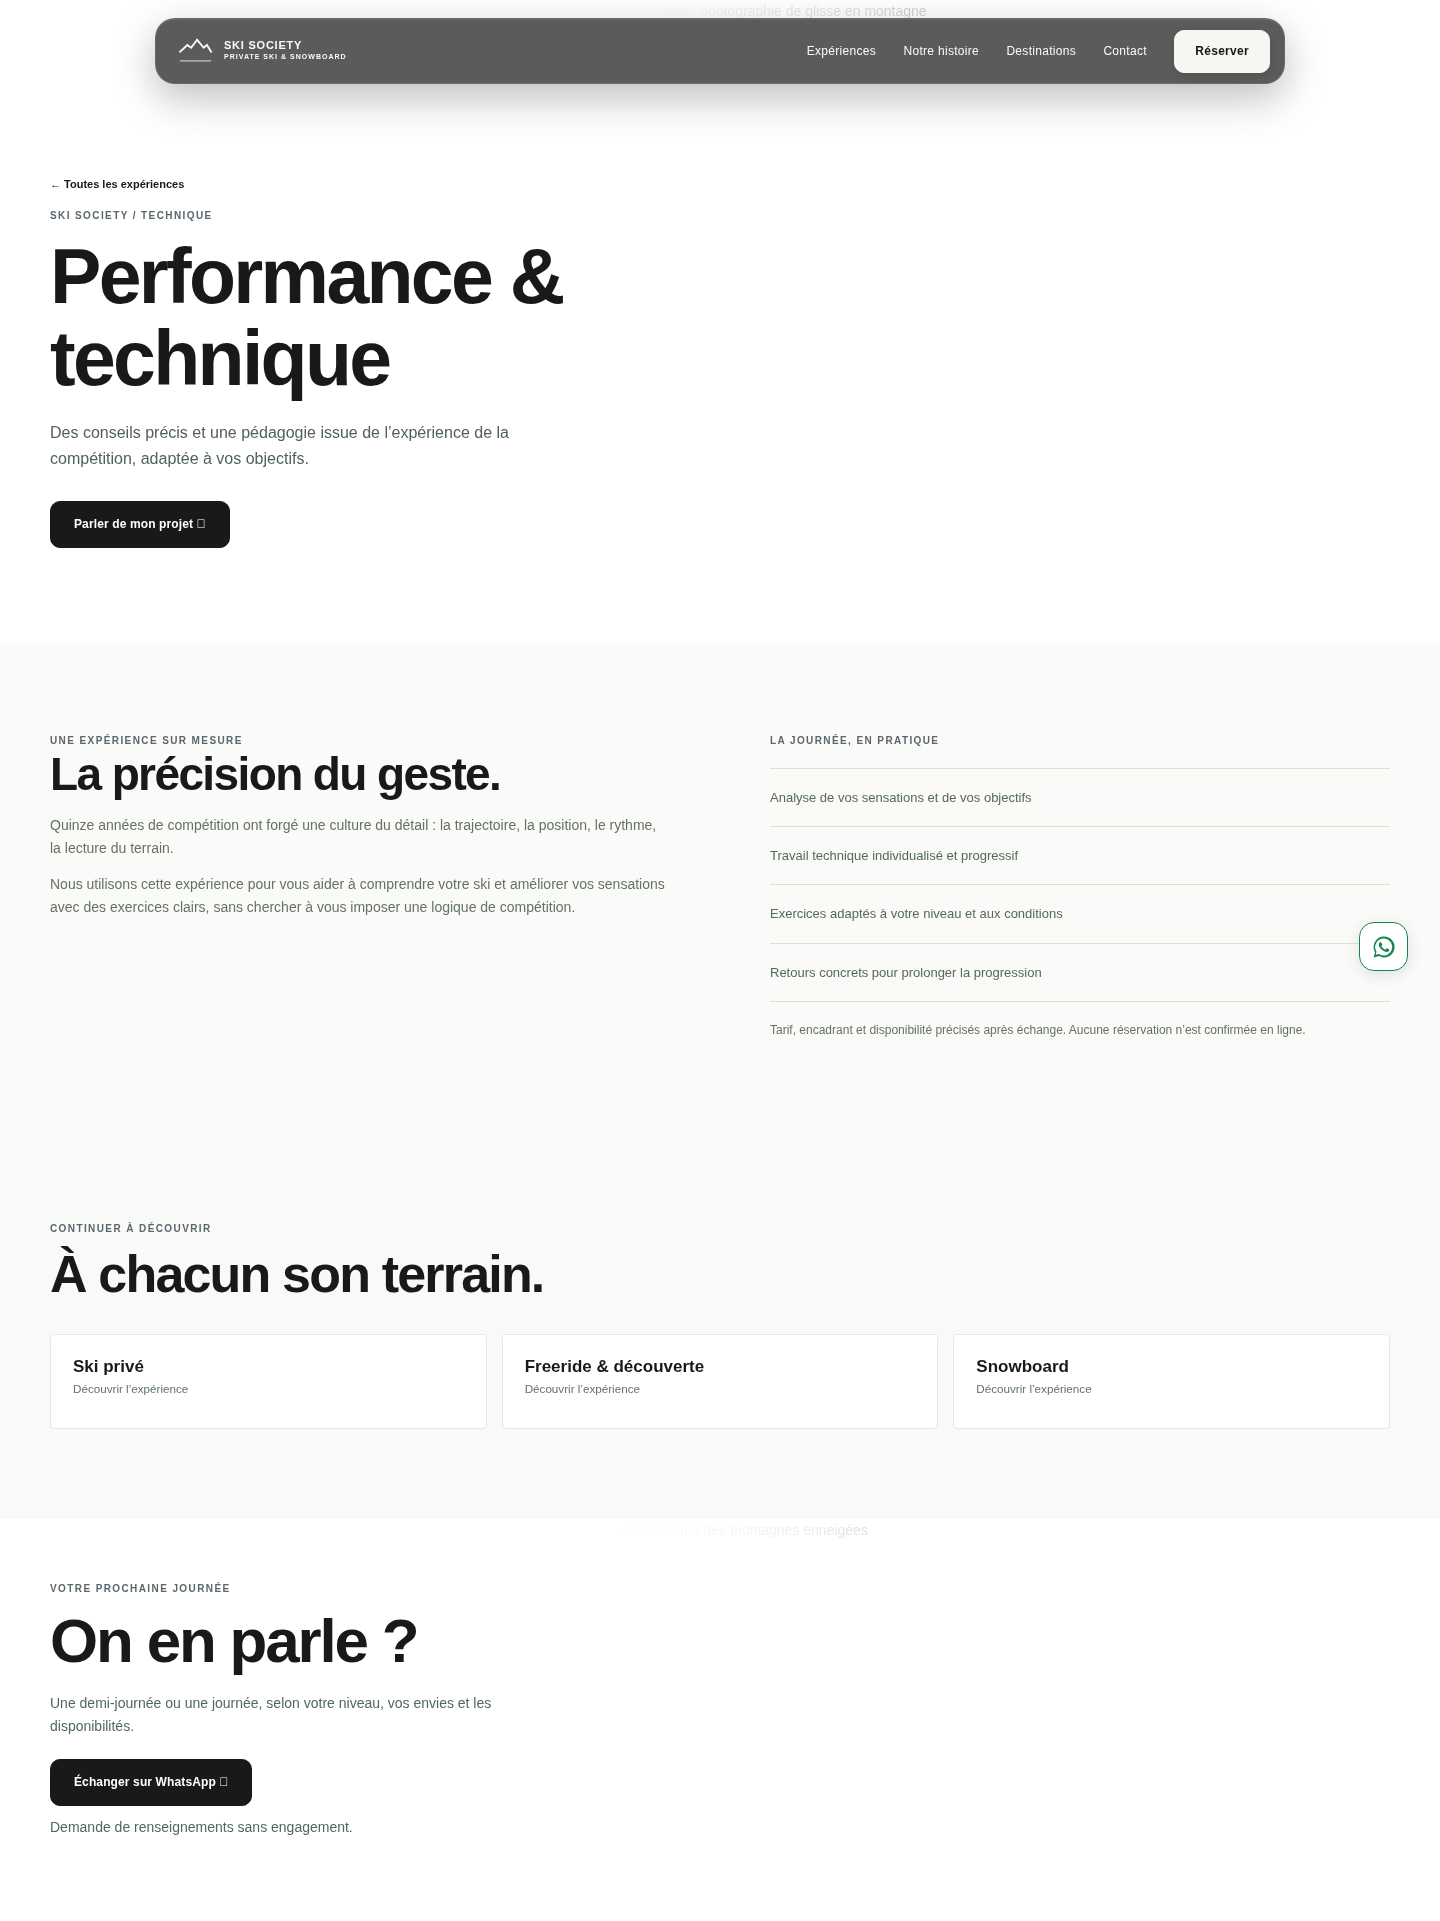 photographie de glisse en montagne
SKI SOCIETY
PRIVATE SKI & SNOWBOARD
Expériences
Notre histoire
Destinations
Contact
Réserver
← Toutes les expériences
SKI SOCIETY / TECHNIQUE
Performance &
technique
Des conseils précis et une pédagogie issue de l’expérience de la
compétition, adaptée à vos objectifs.
Parler de mon projet
UNE EXPÉRIENCE SUR MESURE
La précision du geste.
Quinze années de compétition ont forgé une culture du détail : la trajectoire, la position, le rythme,
la lecture du terrain.
Nous utilisons cette expérience pour vous aider à comprendre votre ski et améliorer vos sensations
avec des exercices clairs, sans chercher à vous imposer une logique de compétition.
LA JOURNÉE, EN PRATIQUE
Analyse de vos sensations et de vos objectifs
Travail technique individualisé et progressif
Exercices adaptés à votre niveau et aux conditions
Retours concrets pour prolonger la progression
Tarif, encadrant et disponibilité précisés après échange. Aucune réservation n’est confirmée en ligne.
CONTINUER À DÉCOUVRIR
À chacun son terrain.
Ski privé
Découvrir l’expérience
Freeride & découverte
Découvrir l’expérience
Snowboard
Découvrir l’expérience
des montagnes enneigées
VOTRE PROCHAINE JOURNÉE
On en parle ?
Une demi-journée ou une journée, selon votre niveau, vos envies et les
disponibilités.
Échanger sur WhatsApp
Demande de renseignements sans engagement.